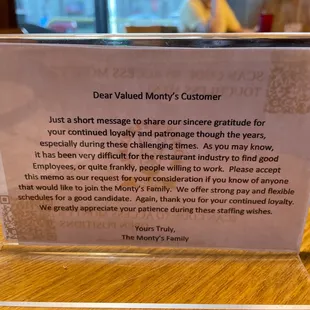 Dear Valued Monty's Customer
Just a short message to share our sincere gratitude for
your continued loyalty and patronage though the years,
especially during these challenging times. As you may know,
it has been very difficult for the restaurant industry to find good
Employees, or quite frankly, people willing to work. Please accept
this memo as our request for your consideration if you know of anyone
that would like to join the Monty's Family. We offer strong pay and flexible
schedules for a good candidate. Again, thank you for your continued loyalty.
We greatly appreciate your patience during these staffing wishes.
Yours Truly,
The Monty's Family